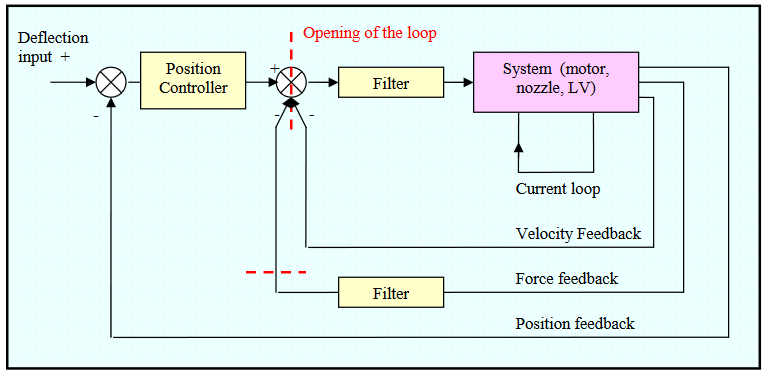 Opening of the loop
Deflection
input +
+
Position
Controller
Filter
System (motor,
nozzle, LV)
-
-
-
Current loop
Velocity Feedback
Force feedback
Filter
Position feedback